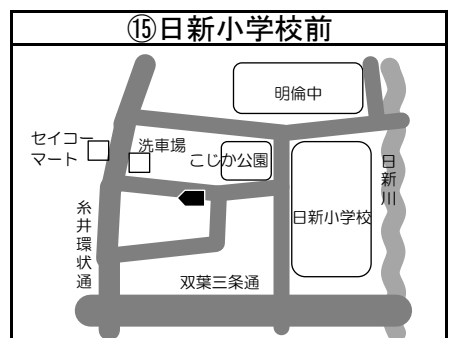 ⑮日新小学校前
明倫中
セイコー
マート
洗車場
こじか公園
日新川
日新小学校
糸井環状通
双葉三条通